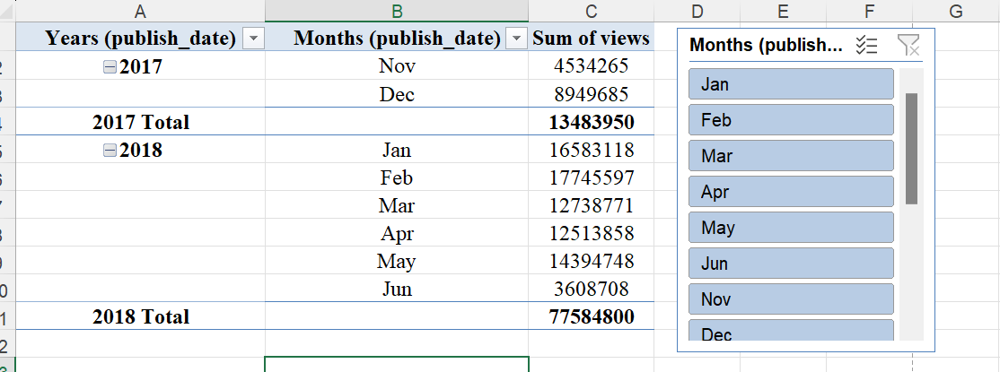 A B C D E F G
Years (publish_date) Months (publish_date) Sum of views
2017 Nov 4534265
Dec 8949685
2017 Total 13483950
2018 Jan 16583118
Feb 17745597
Mar 12738771
Apr 12513858
May 14394748
Jun 3608708
2018 Total 77584800
Months (publish...
Jan
Feb
Mar
Apr
May
Jun
Nov
Dec